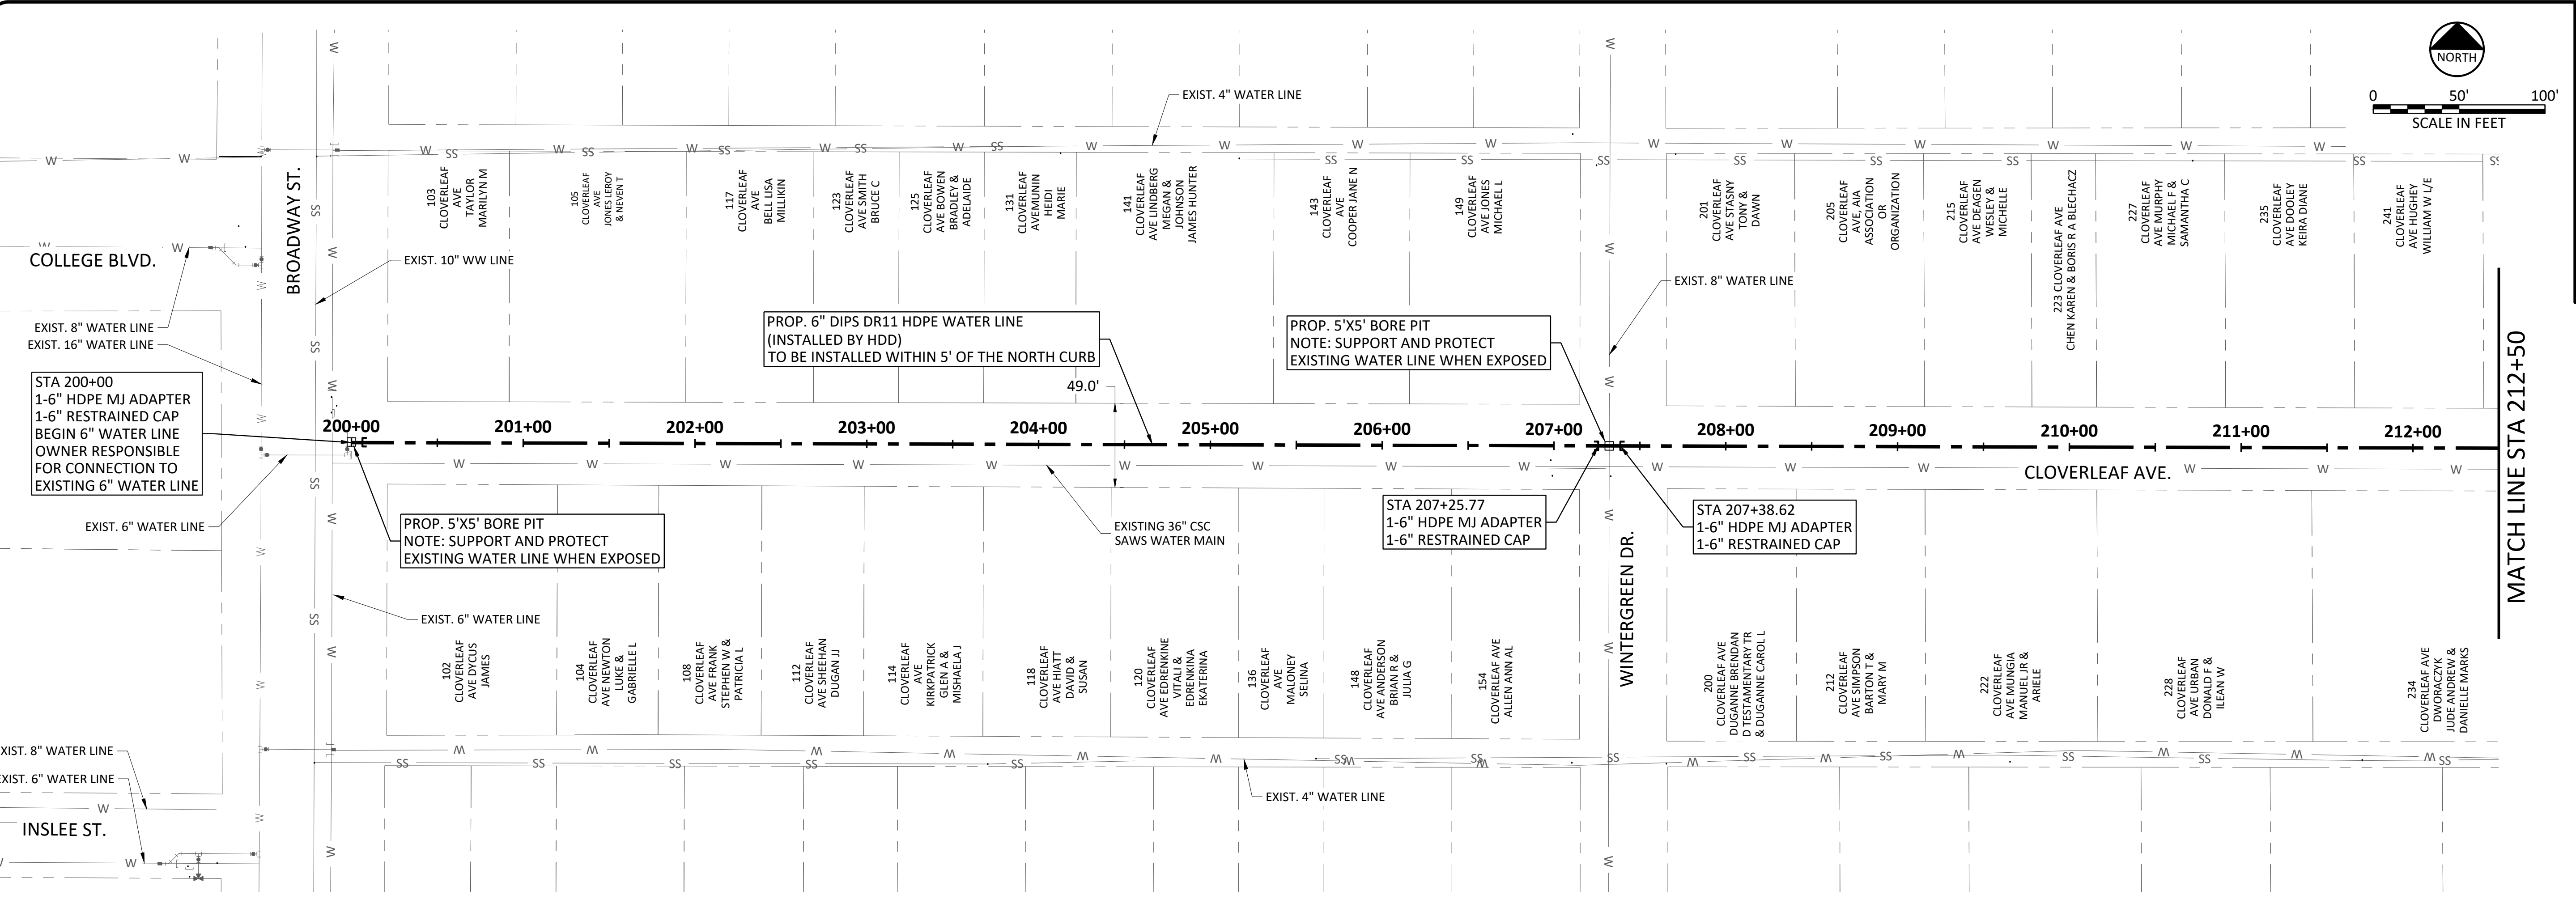 NORTH
0 50' 100'
SCALE IN FEET
EXIST. 4" WATER LINE
BROADWAY ST.
COLLEGE BLVD.
EXIST. 10" WW LINE
103
CLOVERLEAF
AVE
TAYLOR
MARILYN M
105
CLOVERLEAF
AVE
JONES LEROY
& NEVEN T
117
CLOVERLEAF
AVE
BELL LISA
MILLIKIN
123
CLOVERLEAF
AVE SMITH
BRUCE C
125
CLOVERLEAF
AVE BOWEN
BRADLEY &
ADELAIDE
131
CLOVERLEAF
AVEMUNIN
HEIDI
MARIE
141
CLOVERLEAF
AVE LINDBERG
MEGAN &
JOHNSON
JAMES HUNTER
143
CLOVERLEAF
AVE
COOPER JANE N
149
CLOVERLEAF
AVE JONES
MICHAEL L
201
CLOVERLEAF
AVE STASNY
TONY &
DAWN
205
CLOVERLEAF
AVE, AIA
ASSOCIATION
OR
ORGANIZATION
215
CLOVERLEAF
AVE DEAGEN
WESLEY &
MICHELLE
223 CLOVERLEAF AVE
CHEN KAREN & BORIS R A BLECHACZ
227
CLOVERLEAF
AVE MURPHY
MICHAEL F &
SAMANTHA C
235
CLOVERLEAF
AVE DOOLEY
KEIRA DIANE
241
CLOVERLEAF
AVE HUGHEY
WILLIAM W L/E
EXIST. 8" WATER LINE
EXIST. 8" WATER LINE
EXIST. 16" WATER LINE
PROP. 6" DIPS DR11 HDPE WATER LINE
(INSTALLED BY HDD)
TO BE INSTALLED WITHIN 5' OF THE NORTH CURB
PROP. 5'X5' BORE PIT
NOTE: SUPPORT AND PROTECT
EXISTING WATER LINE WHEN EXPOSED
49.0'
STA 200+00
1-6" HDPE MJ ADAPTER
1-6" RESTRAINED CAP
BEGIN 6" WATER LINE
OWNER RESPONSIBLE
FOR CONNECTION TO
EXISTING 6" WATER LINE
200+00 201+00 202+00 203+00 204+00 205+00 206+00 207+00 208+00 209+00 210+00 211+00 212+00
MATCH LINE STA 212+50
CLOVERLEAF AVE.
EXIST. 6" WATER LINE
PROP. 5'X5' BORE PIT
NOTE: SUPPORT AND PROTECT
EXISTING WATER LINE WHEN EXPOSED
EXISTING 36" CSC
SAWS WATER MAIN
STA 207+25.77
1-6" HDPE MJ ADAPTER
1-6" RESTRAINED CAP
STA 207+38.62
1-6" HDPE MJ ADAPTER
1-6" RESTRAINED CAP
WINTERGREEN DR.
EXIST. 6" WATER LINE
102
CLOVERLEAF
AVE DYCUS
JAMES
104
CLOVERLEAF
AVE NEWTON
LUKE &
GABRIELLE L
108
CLOVERLEAF
AVE FRANK
STEPHEN W &
PATRICIA L
112
CLOVERLEAF
AVE SHEEHAN
DUGAN JJ
114
CLOVERLEAF
AVE
KIRKPATRICK
GLEN A &
MISHAELA J
118
CLOVERLEAF
AVE HIATT
DAVID &
SUSAN
120
CLOVERLEAF
AVE EDRENKINE
VITALI &
EDRENIKINA
EKATERINA
136
CLOVERLEAF
AVE
MALONEY
SELINA
148
CLOVERLEAF
AVE ANDERSON
BRIAN R &
JULIA G
154
CLOVERLEAF AVE
ALLEN ANN AL
200
CLOVERLEAF AVE
DUGANNE BRENDAN
D TESTAMENTARY TR
& DUGANNE CAROL L
212
CLOVERLEAF
AVE SIMPSON
BARTON T &
MARY M
222
CLOVERLEAF
AVE MUNGIA
MANUEL JR &
ARIELE
228
CLOVERLEAF
AVE URBAN
DONALD F &
ILEAN W
234
CLOVERLEAF AVE
DWORACZYK
JUDE ANDREW &
DANIELLE MARKS
XIST. 8" WATER LINE
EXIST. 6" WATER LINE
EXIST. 4" WATER LINE
INSLEE ST.